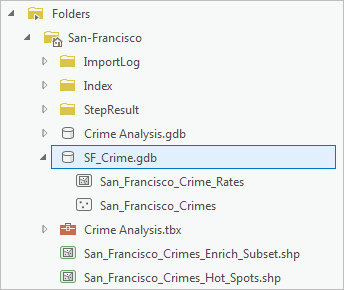 Folders
San-Francisco
ImportLog
Index
StepResult
Crime Analysis.gdb
SF_Crime.gdb
San_Francisco_Crime_Rates
San_Francisco_Crimes
Crime Analysis.tbx
San_Francisco_Crimes_Enrich_Subset.shp
San_Francisco_Crimes_Hot_Spots.shp